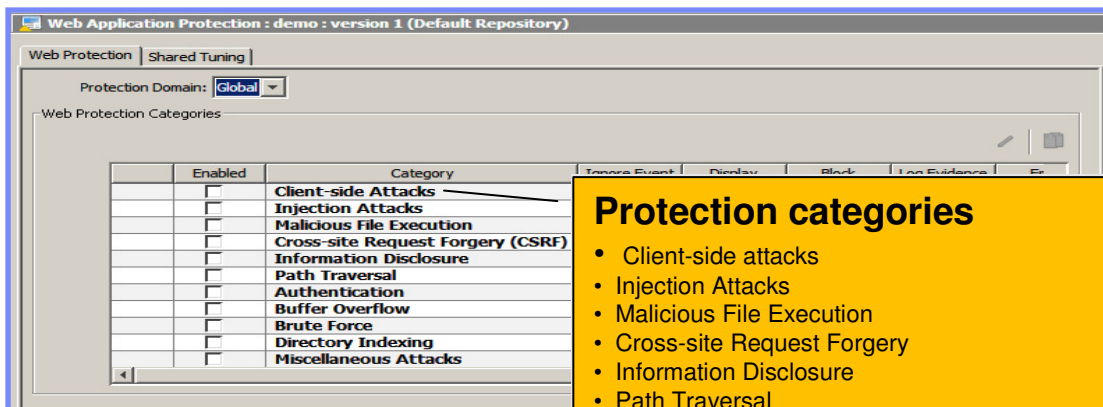 Web Application Protection : demo : version 1 (Default Repository)
Web Protection Shared Tuning
Protection Domain: Global
Web Protection Categories
Enabled Category Ignore Event Display Block Log Evidence
Client-side Attacks
Injection Attacks
Malicious File Execution
Cross-site Request Forgery (CSRF)
Information Disclosure
Path Traversal
Authentication
Buffer Overflow
Brute Force
Directory Indexing
Miscellaneous Attacks
Protection categories
• Client-side attacks
• Injection Attacks
• Malicious File Execution
• Cross-site Request Forgery
• Information Disclosure
• Path Traversal